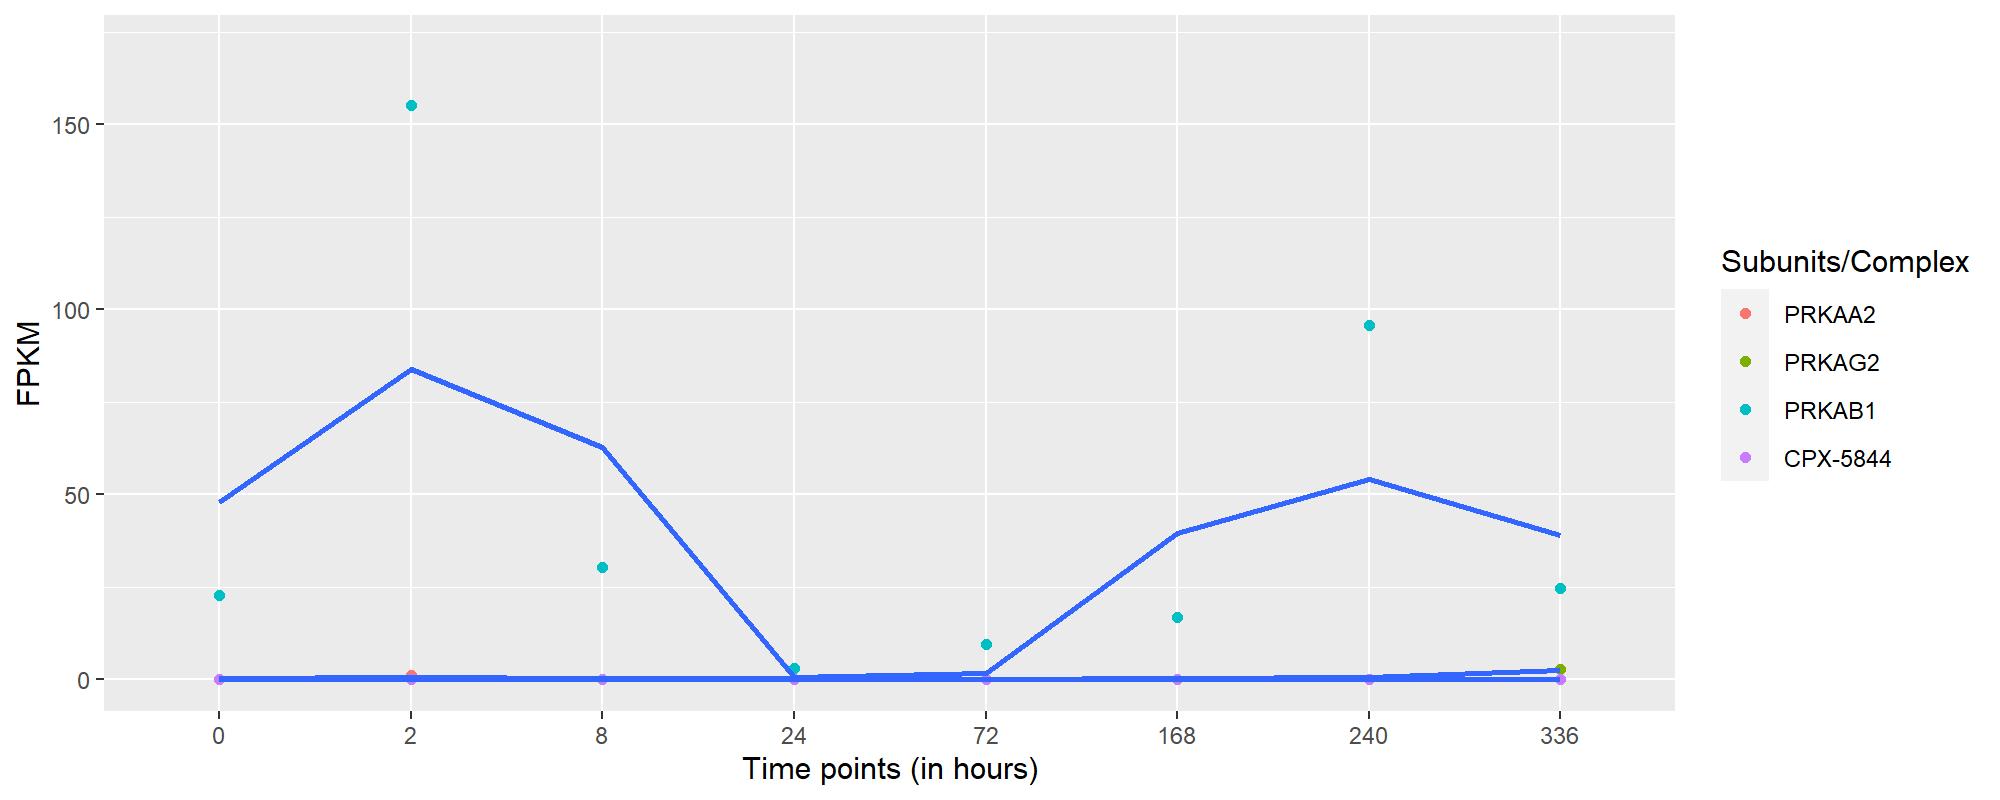 150
100
50
0
FPKM
0 2 8 24 72 168 240 336
Time points (in hours)
Subunits/Complex
PRKAA2
PRKAG2
PRKAB1
CPX-5844